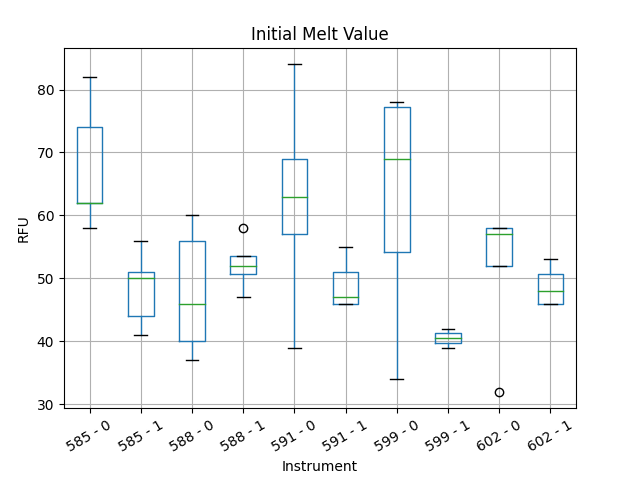 Initial Melt Value
RFU
80
70
60
50
40
30
585 - 0
585 - 1
588 - 0
588 - 1
591 - 0
591 - 1
599 - 0
599 - 1
602 - 0
602 - 1
Instrument